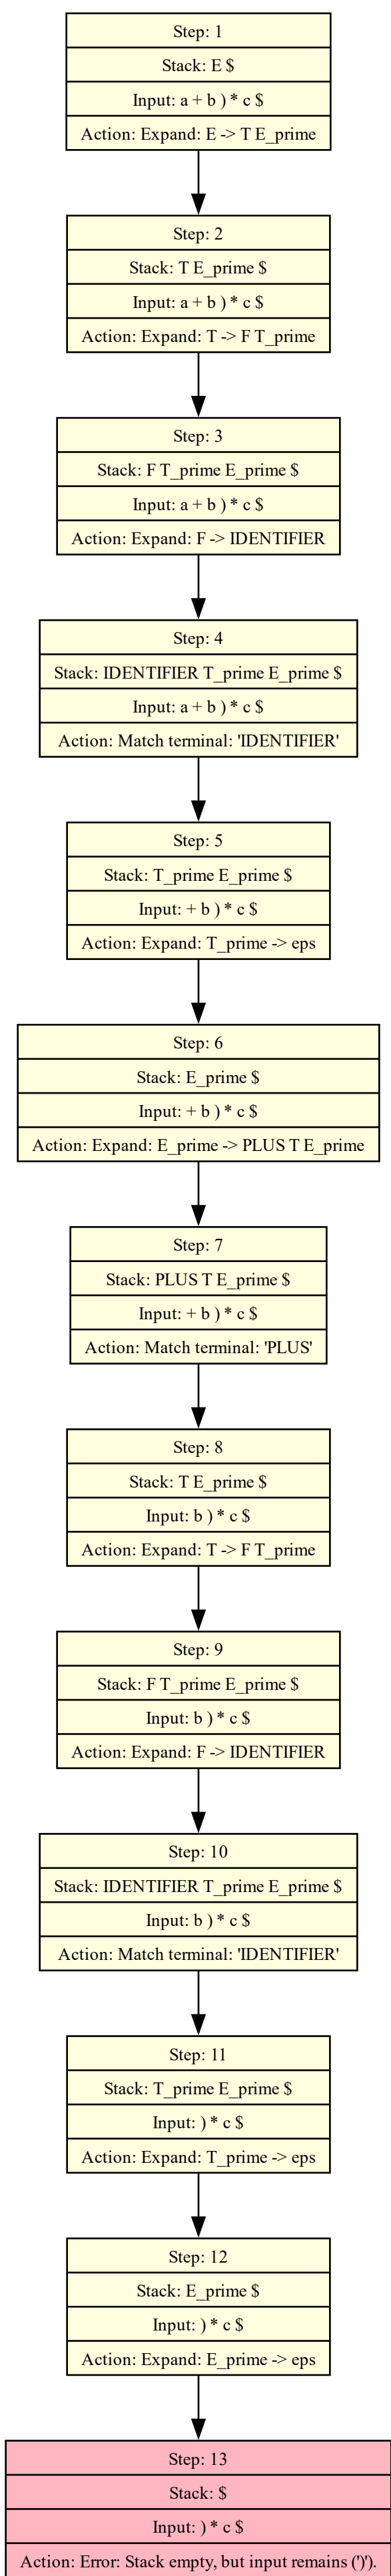 Step: 1
Stack: E $
Input: a + b ) * c $
Action: Expand: E -> T E_prime
Step: 2
Stack: T E_prime $
Input: a + b ) * c $
Action: Expand: T -> F T_prime
Step: 3
Stack: F T_prime E_prime $
Input: a + b ) * c $
Action: Expand: F -> IDENTIFIER
Step: 4
Stack: IDENTIFIER T_prime E_prime $
Input: a + b ) * c $
Action: Match terminal: 'IDENTIFIER'
Step: 5
Stack: T_prime E_prime $
Input: + b ) * c $
Action: Expand: T_prime -> eps
Step: 6
Stack: E_prime $
Input: + b ) * c $
Action: Expand: E_prime -> PLUS T E_prime
Step: 7
Stack: PLUS T E_prime $
Input: + b ) * c $
Action: Match terminal: 'PLUS'
Step: 8
Stack: T E_prime $
Input: b ) * c $
Action: Expand: T -> F T_prime
Step: 9
Stack: F T_prime E_prime $
Input: b ) * c $
Action: Expand: F -> IDENTIFIER
Step: 10
Stack: IDENTIFIER T_prime E_prime $
Input: b ) * c $
Action: Match terminal: 'IDENTIFIER'
Step: 11
Stack: T_prime E_prime $
Input: ) * c $
Action: Expand: T_prime -> eps
Step: 12
Stack: E_prime $
Input: ) * c $
Action: Expand: E_prime -> eps
Step: 13
Stack: $
Input: ) * c $
Action: Error: Stack empty, but input remains (')').